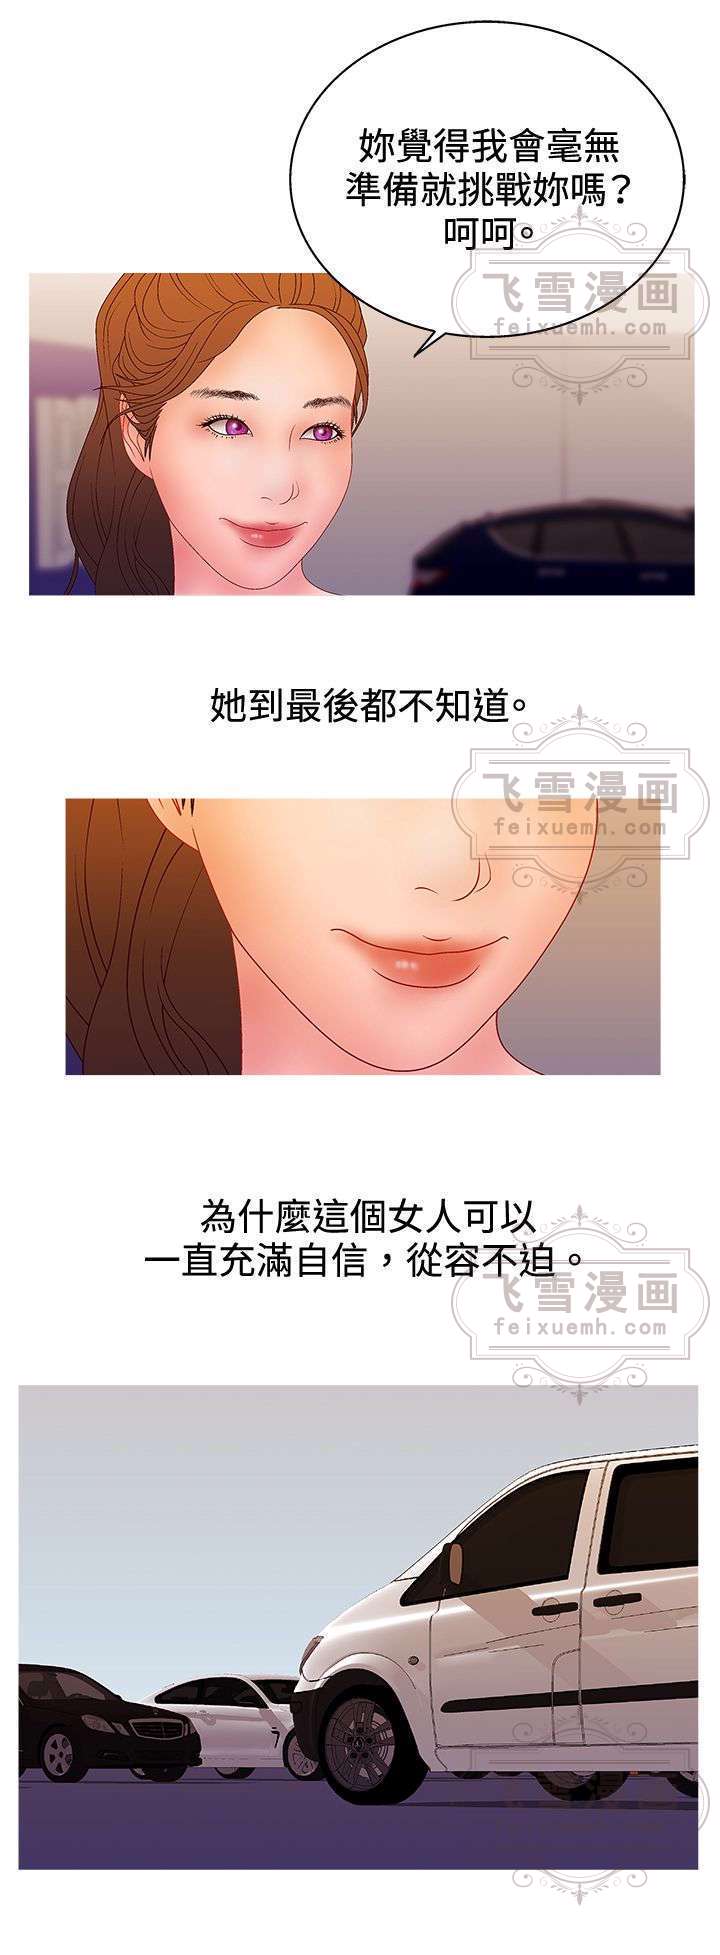 妳覺得我會毫無
準備就挑戰妳嗎？
呵呵。
飞雪漫画
feixuemh.com
她到最後都不知道。
飞雪漫画
feixuemh.com
為什麼這個女人可以
一直充滿自信，從容不迫。
飞雪漫画
feixuemh.com